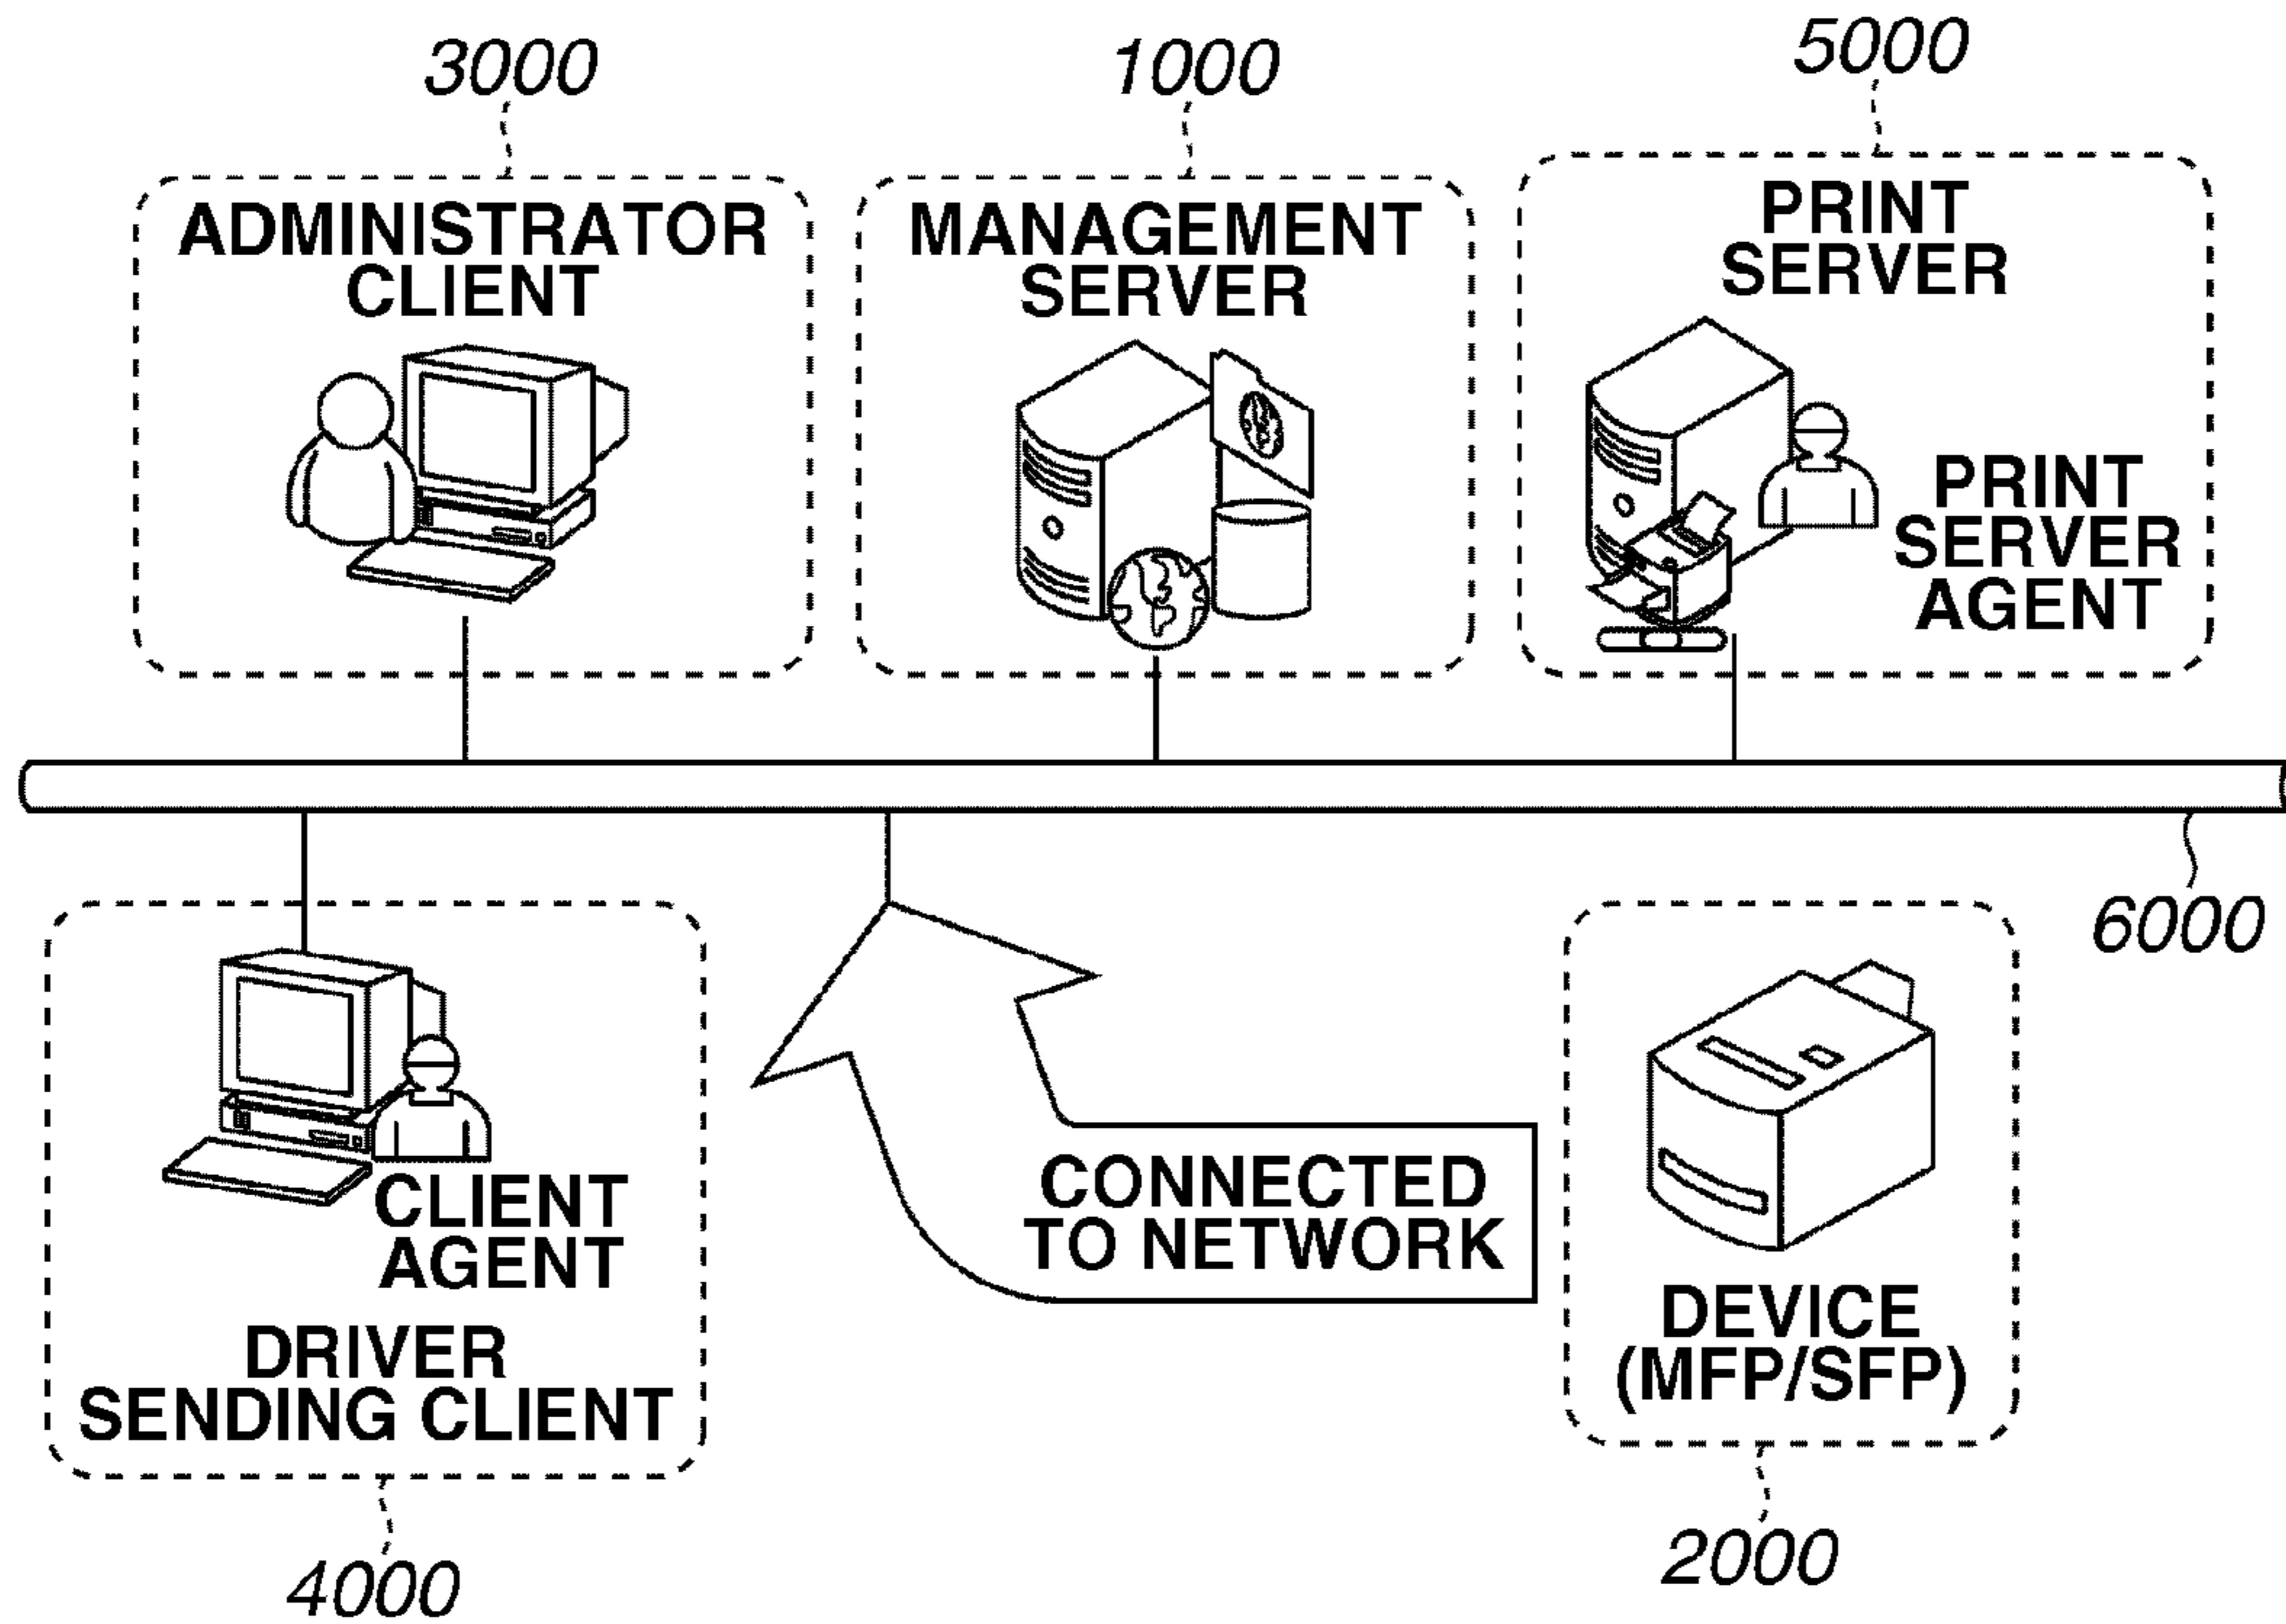 3000
1000
5000
ADMINISTRATOR
CLIENT
MANAGEMENT
SERVER
PRINT
SERVER
PRINT
SERVER
AGENT
6000
CLIENT
AGENT
DRIVER
SENDING CLIENT
CONNECTED
TO NETWORK
DEVICE
(MFP/SFP)
4000
2000